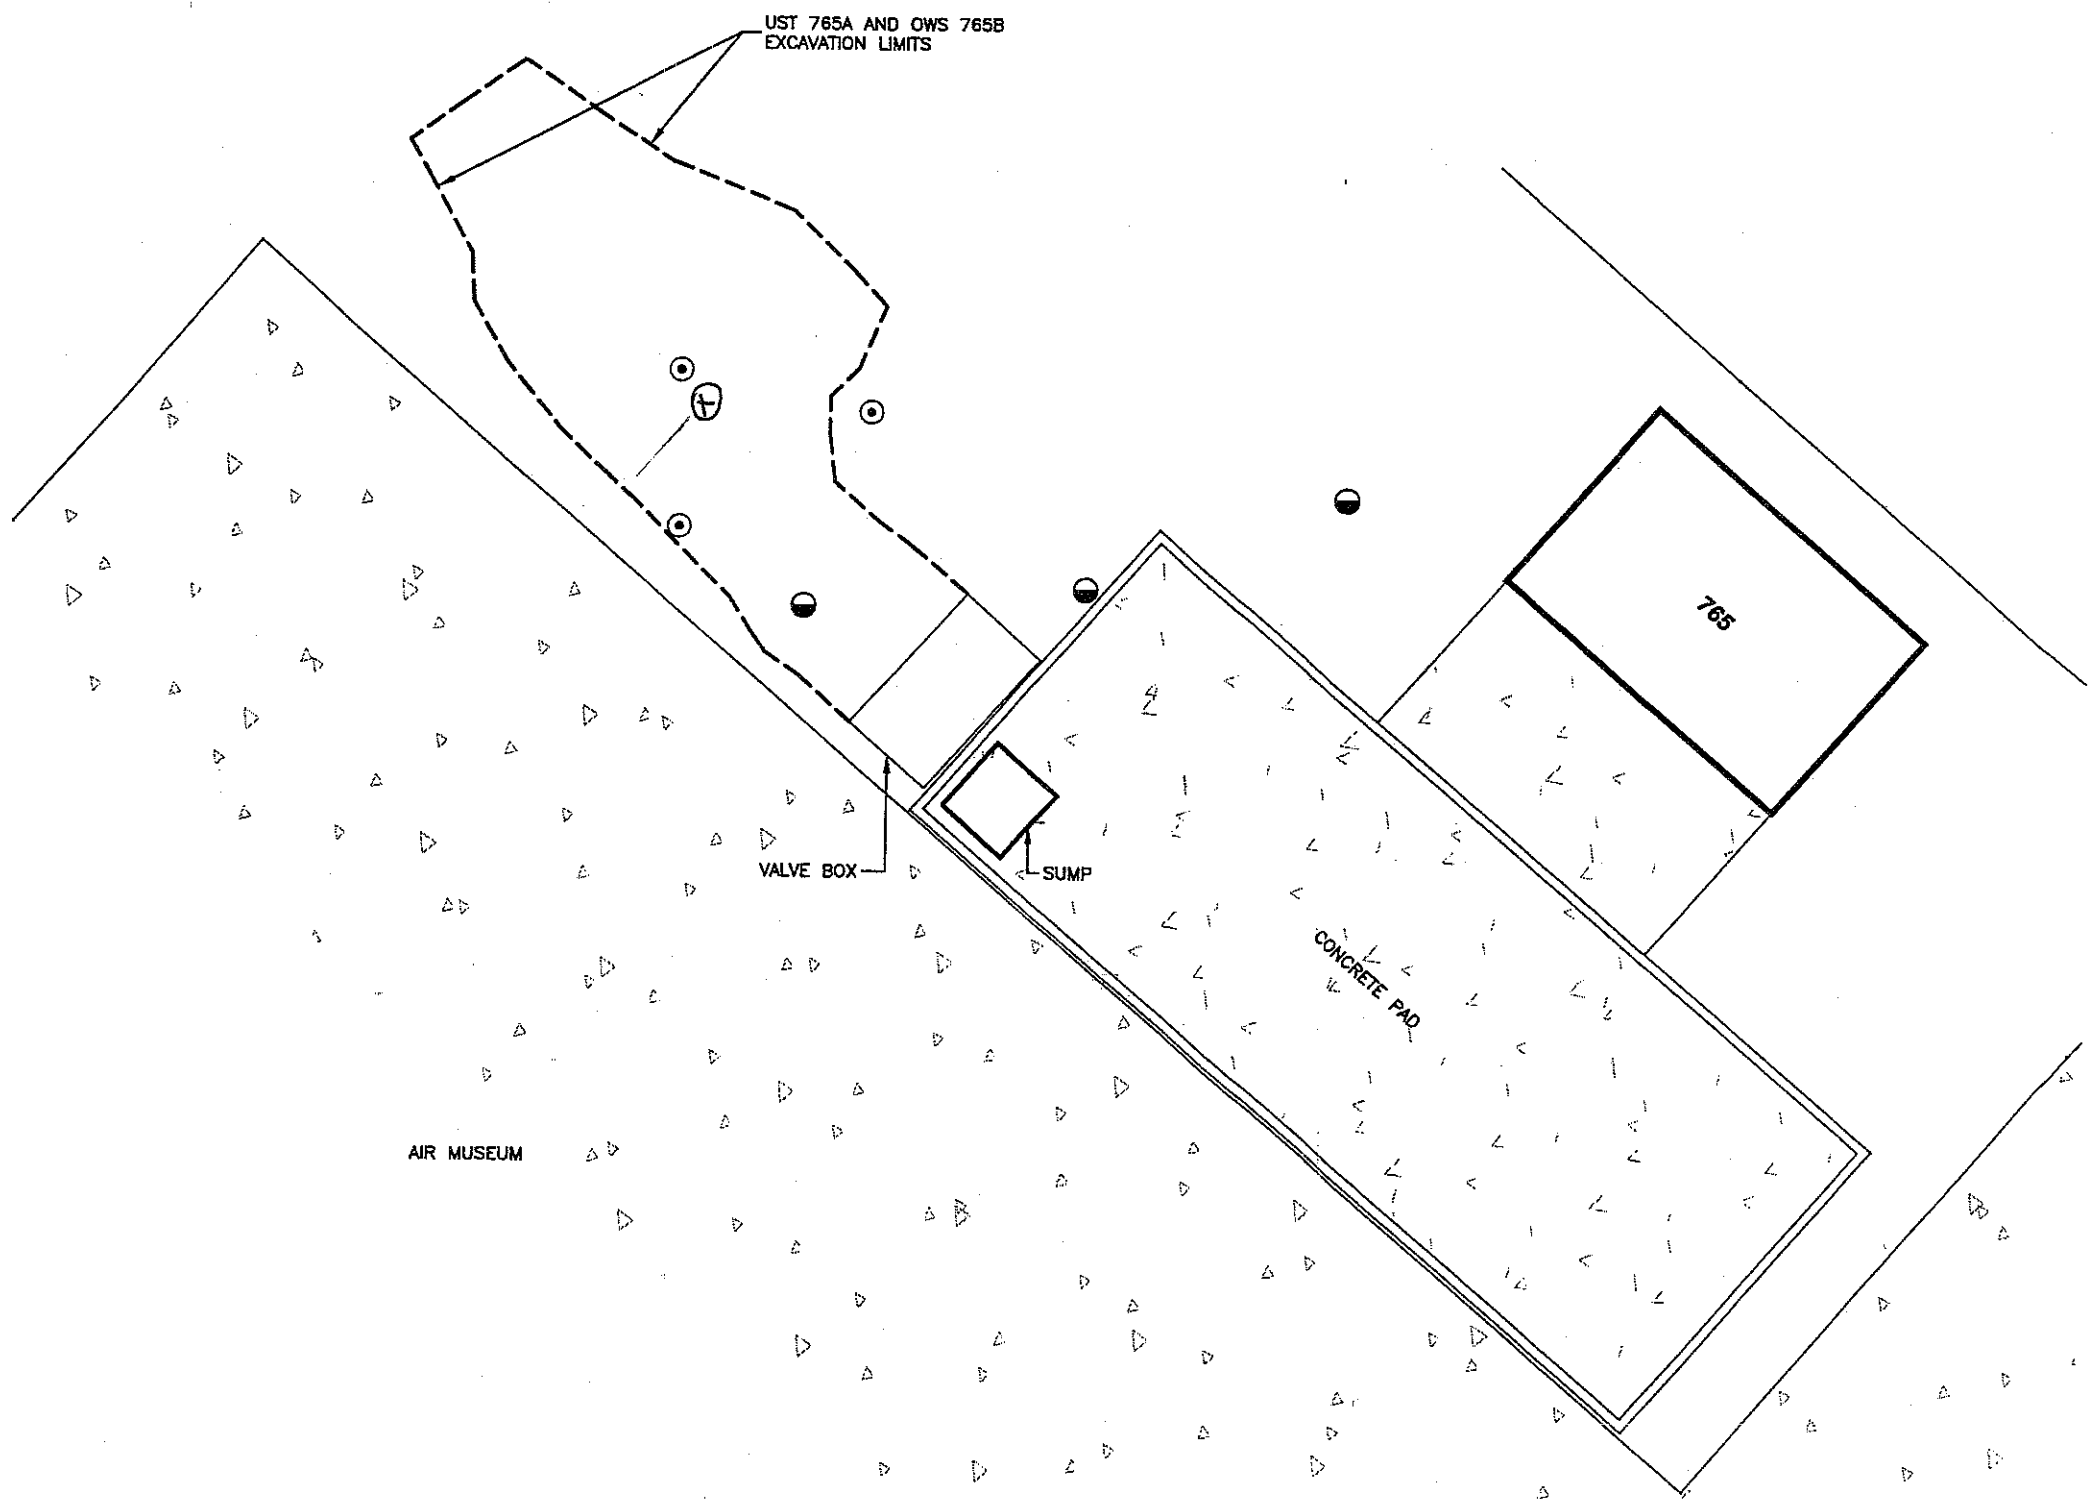 UST 765A AND OWS 765B
EXCAVATION LIMITS
765
VALVE BOX
SUMP
CONCRETE PAD
AIR MUSEUM